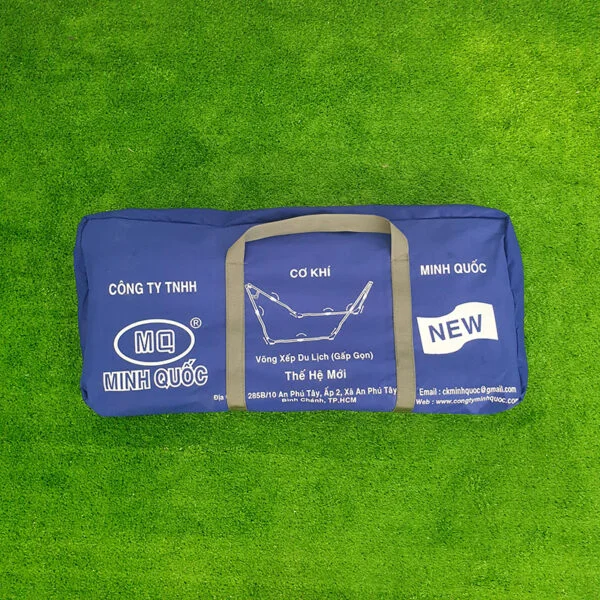 CÔNG TY TNHH
CƠ KHÍ
MINH QUỐC
MQ ®
MINH QUỐC
NEW
Võng Xếp Du Lịch (Gấp Gọn)
Thế Hệ Mới
Địa 285B/10 An Phú Tây, Ấp 2, Xã An Phú Tây
Bình Chánh, TP.HCM
Email : ckminhquoc@gmail.com
Web : www.congtyminhquoc.